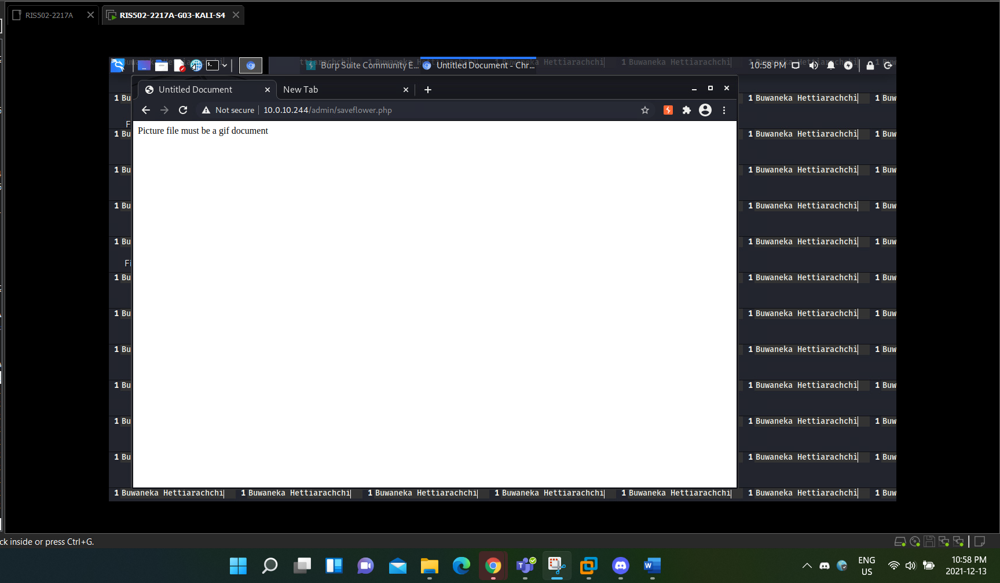 RIS502-2217A
RIS502-2217A-G03-KALI-S4
Burp Suite Community E...
Untitled Document - Chr...
10:58 PM
1 Buwaneka Hettiarachchi
Untitled Document
New Tab
1 Bu
1 Buwaneka Hettiarachchi
1 Buw
Not secure
10.0.10.244/admin/saveflower.php
F
Picture file must be a gif document
1 Bu
1 Buwaneka Hettiarachchi
1 Buw
1 Bu
1 Buwaneka Hettiarachchi
1 Buw
1 Bu
1 Buwaneka Hettiarachchi
1 Buw
1 Bu
1 Buwaneka Hettiarachchi
1 Buw
Fi
1 Bu
1 Buwaneka Hettiarachchi
1 Buw
1 Bu
1 Buwaneka Hettiarachchi
1 Buw
1 Bu
1 Buwaneka Hettiarachchi
1 Buw
1 Bu
1 Buwaneka Hettiarachchi
1 Buw
1 Bu
1 Buwaneka Hettiarachchi
1 Buw
1 Bu
1 Buwaneka Hettiarachchi
1 Buw
1 Buwaneka Hettiarachchi 1 Buwaneka Hettiarachchi 1 Buwaneka Hettiarachchi 1 Buwaneka Hettiarachchi 1 Buwaneka Hettiarachchi 1 Buwaneka Hettiarachchi 1 Buw
ck inside or press Ctrl+G.
ENG
US
10:58 PM
2021-12-13